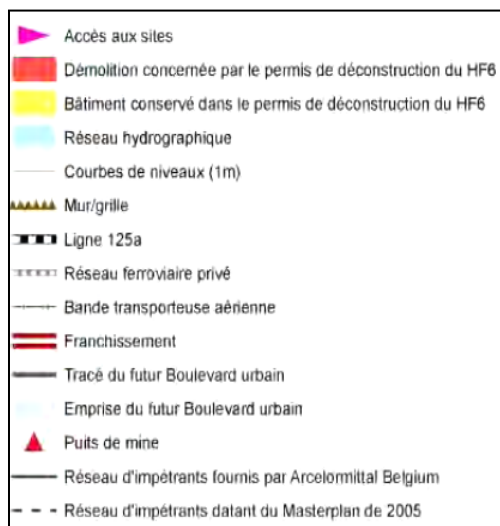 Accès aux sites
Démolition concernée par le permis de déconstruction du HF6
Bâtiment conservé dans le permis de déconstruction du HF6
Réseau hydrographique
Courbes de niveaux (1m)
Mur/grille
Ligne 125a
Réseau ferroviaire privé
Bande transporteuse aérienne
Franchissement
Tracé du futur Boulevard urbain
Emprise du futur Boulevard urbain
Puits de mine
Réseau d'impétrants fournis par Arcelormittal Belgium
Réseau d'impétrants datant du Masterplan de 2005